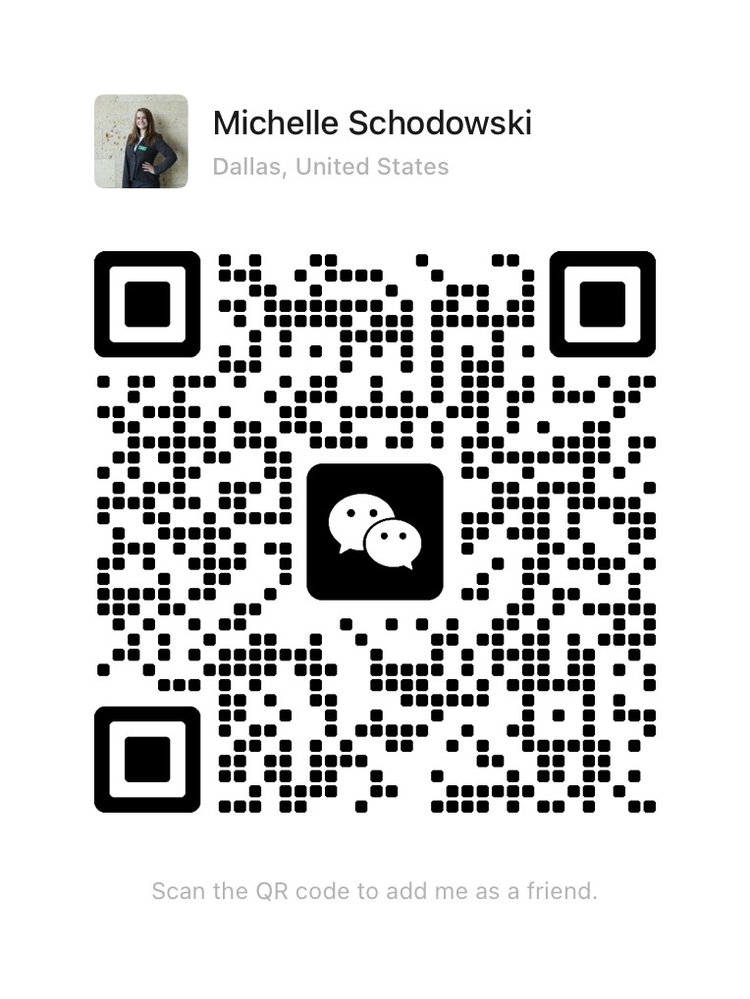 Michelle Schodowski
Dallas, United States
Scan the QR code to add me as a friend.